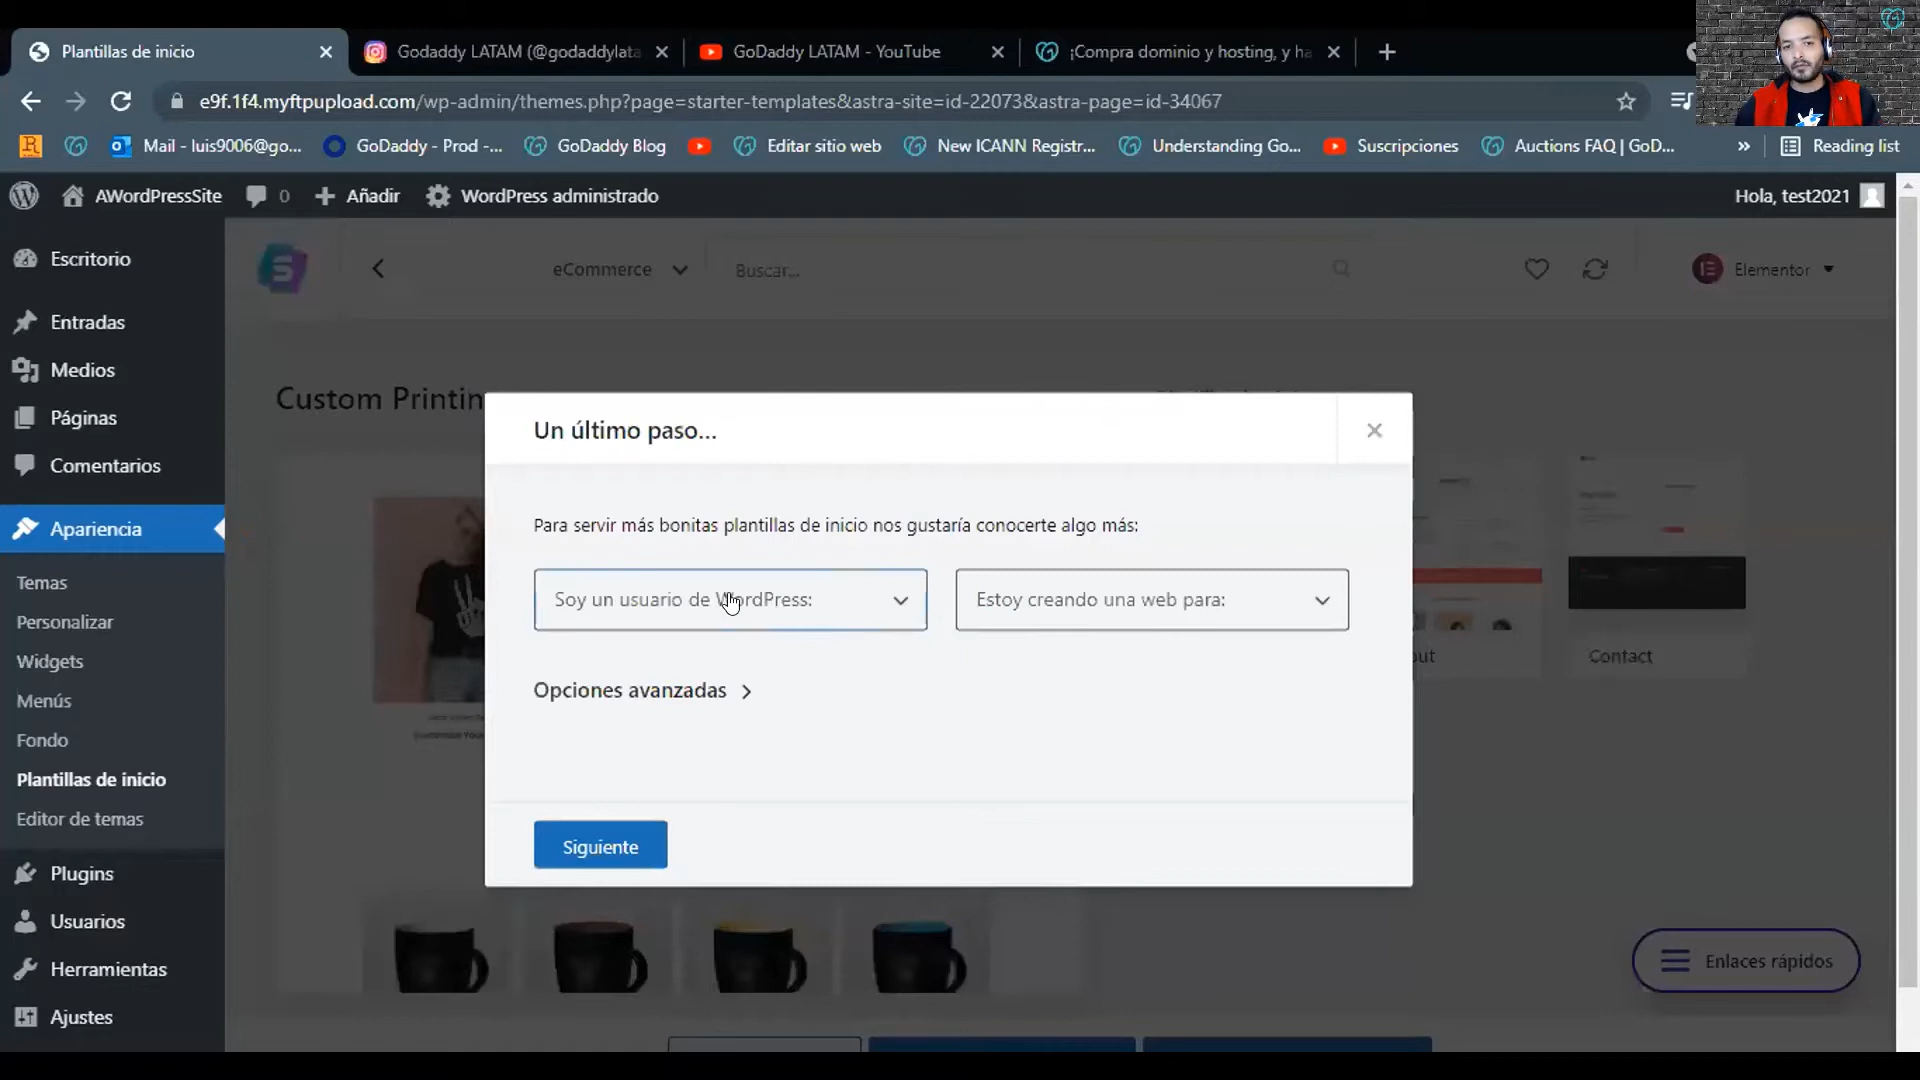 Plantillas de inicio
Godaddy LATAM (@godaddylata
GoDaddy LATAM - YouTube
¡Compra dominio y hosting, y ha
e9f.1f4.myftpupload.com/wp-admin/themes.php?page=starter-templates&astra-site=id-22073&astra-page=id-34067
Mail - luis9006@go...
GoDaddy - Prod -...
GoDaddy Blog
Editar sitio web
New ICANN Registr...
Understanding Go...
Suscripciones
Auctions FAQ | GoD...
»
Reading list
AWordPressSite
0
Añadir
WordPress administrado
Hola, test2021
Escritorio
Entradas
Medios
Páginas
Comentarios
Apariencia
Temas
Personalizar
Widgets
Menús
Fondo
Plantillas de inicio
Editor de temas
Plugins
Usuarios
Herramientas
Ajustes
eCommerce
Buscar...
Elementor
Custom Printin
Un último paso...
Para servir más bonitas plantillas de inicio nos gustaría conocerte algo más:
Soy un usuario de WordPress:
Estoy creando una web para:
Opciones avanzadas
Siguiente
out
Contact
Enlaces rápidos